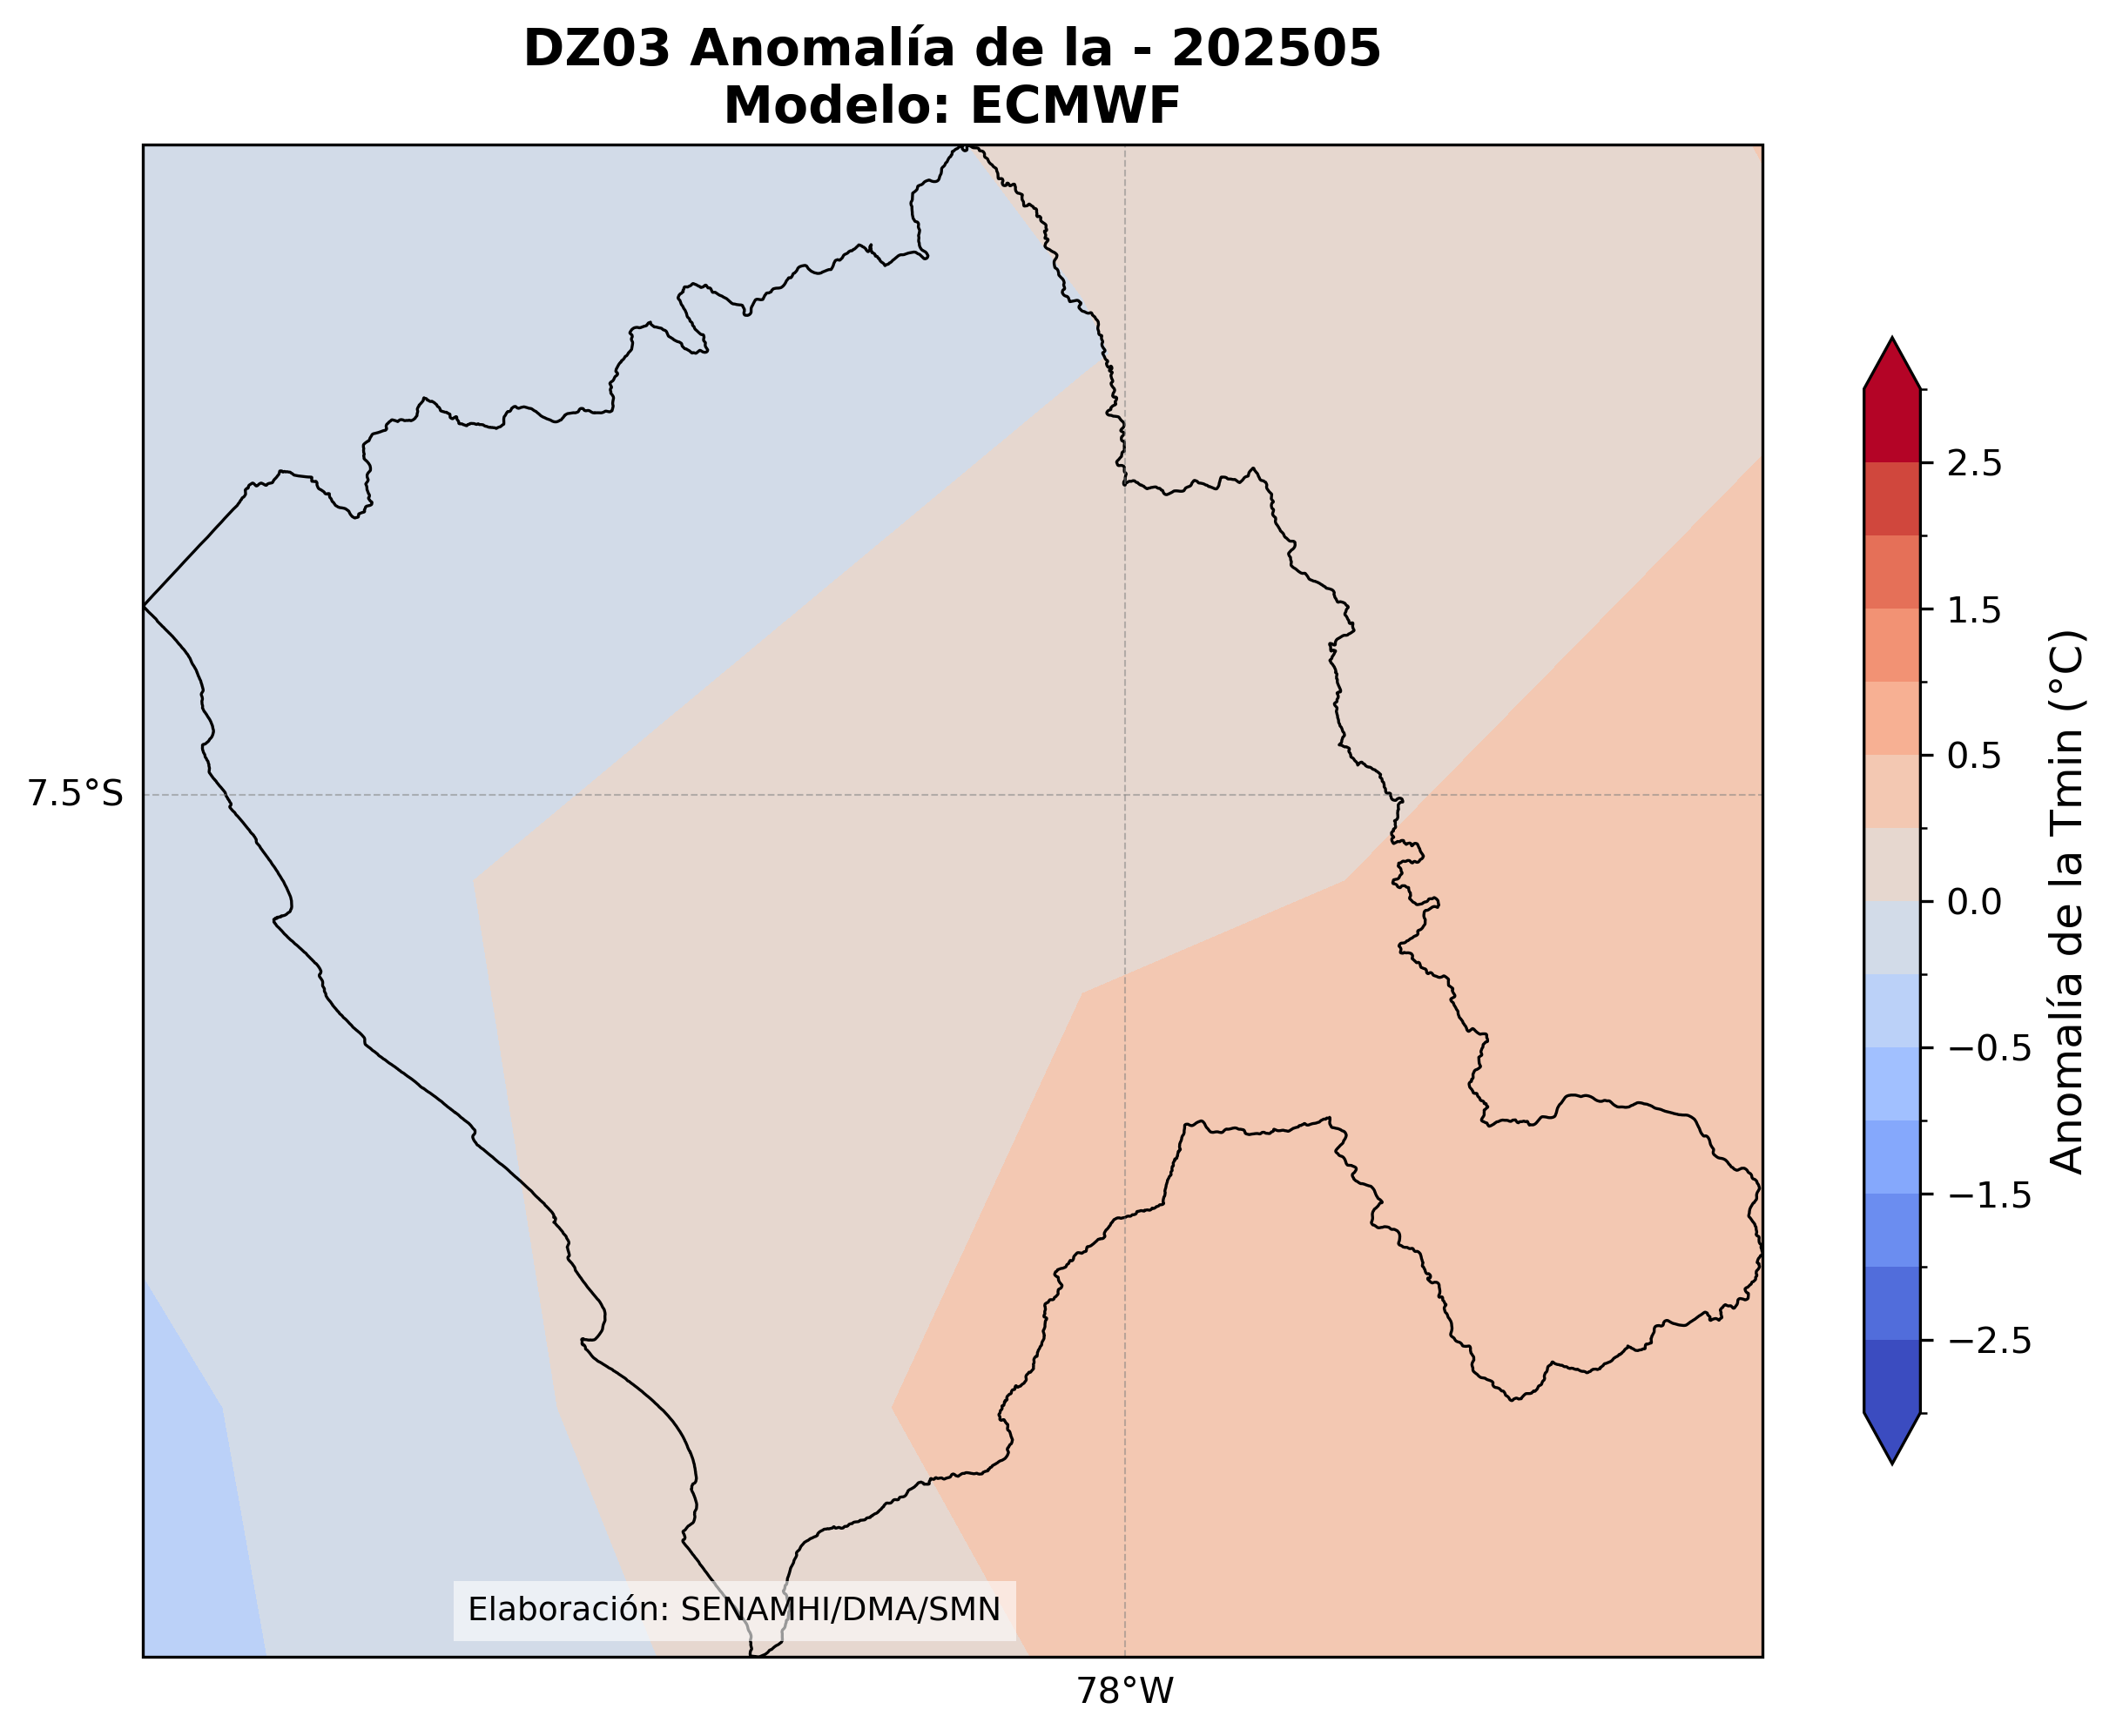 DZ03 Anomalía de la - 202505
Modelo: ECMWF
7.5°S
78°W
Elaboración: SENAMHI/DMA/SMN
2.5
1.5
0.5
0.0
−0.5
−1.5
−2.5
Anomalía de la Tmin (°C)